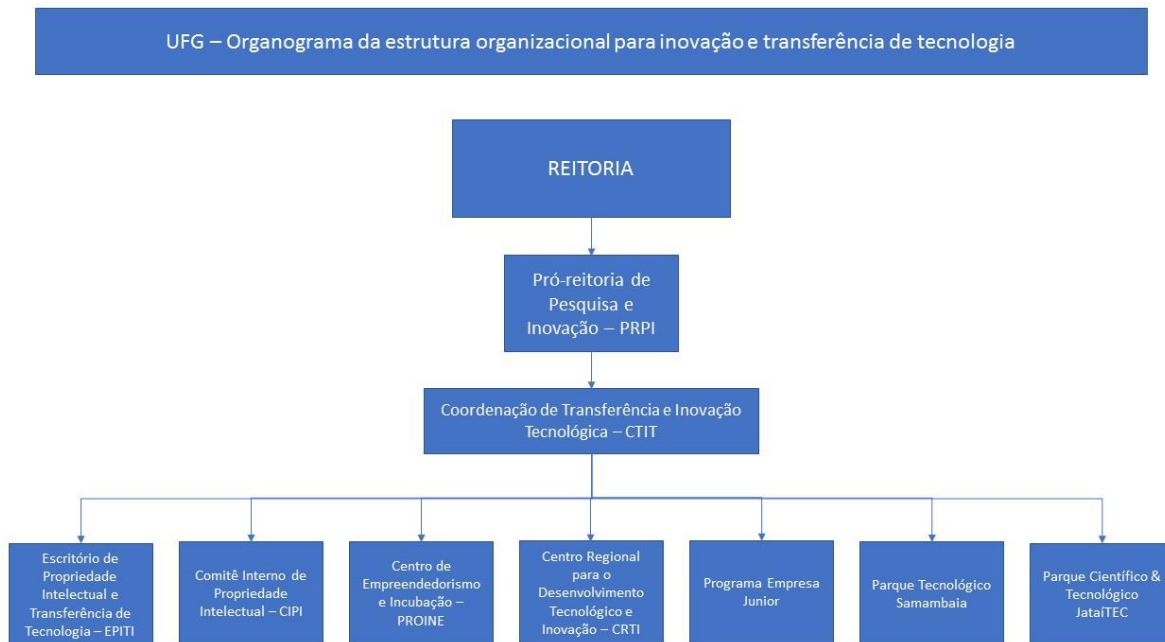 UFG – Organograma da estrutura organizacional para inovação e transferência de tecnologia
REITORIA
Pró-reitoria de
Pesquisa e
Inovação – PRPI
Coordenação de Transferência e Inovação
Tecnológica – CTIT
Escritório de
Propriedade
Intelectual e
Transferência de
Tecnologia – EPITI
Comitê Interno de
Propriedade
Intelectual – CIPI
Centro de
Empreendedorismo
e Incubação –
PROINE
Centro Regional
para o
Desenvolvimento
Tecnológico e
Inovação – CRTI
Programa Empresa
Junior
Parque Tecnológico
Samambaia
Parque Científico &
Tecnológico
JataíTEC